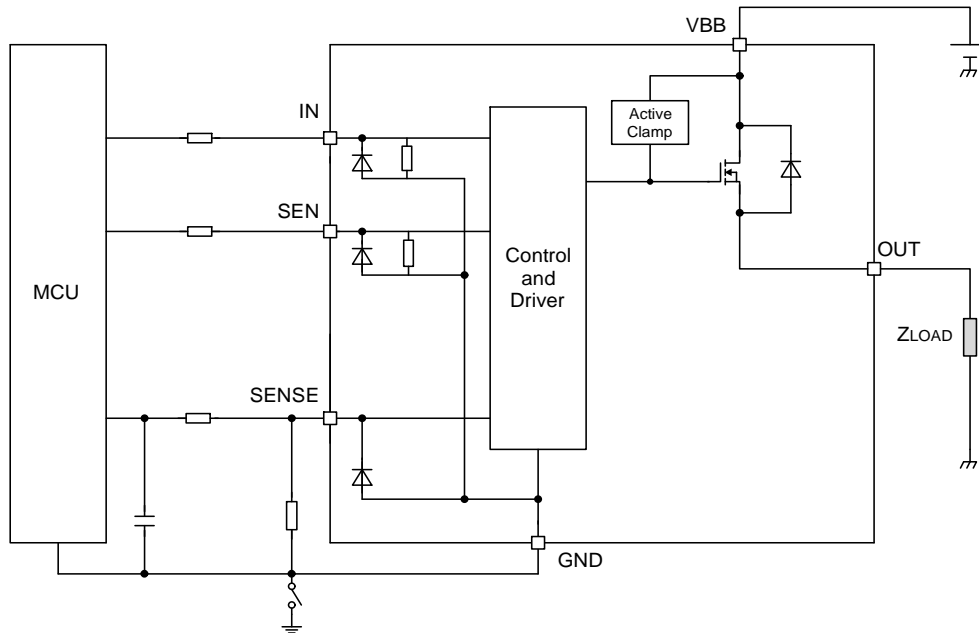 VBB
IN
Active
Clamp
SEN
OUT
Control
and
Driver
MCU
ZLOAD
SENSE
GND